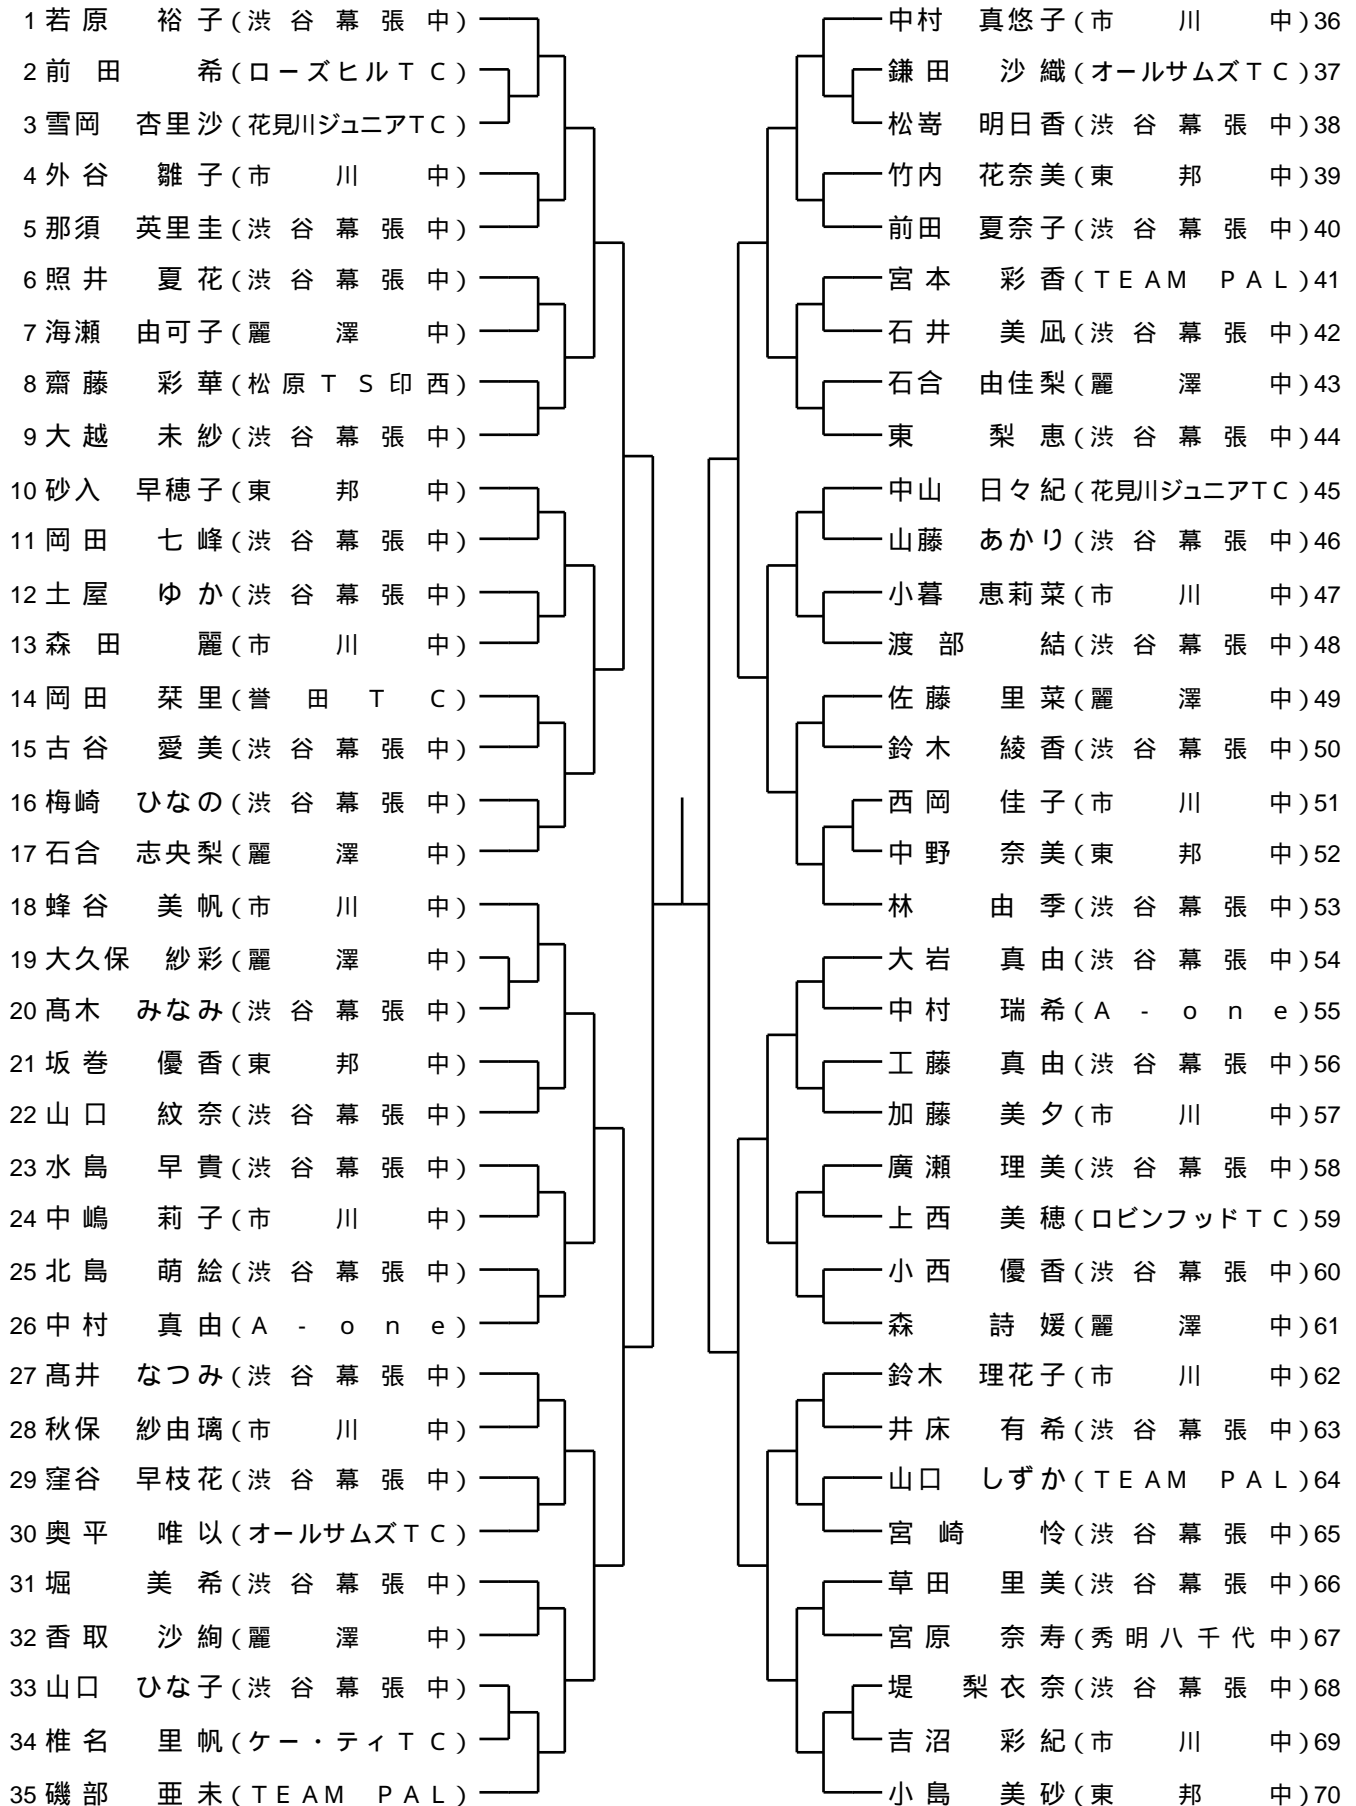 1 若原 裕子 (渋谷幕張中)
2 前田 希 (ローズヒルTC)
3 雪岡 杏里沙 (花見川ジュニアTC)
4 外谷 雛子 (市川中)
5 那須 英里圭 (渋谷幕張中)
6 照井 夏花 (渋谷幕張中)
7 海瀬 由可子 (麗澤中)
8 齋藤 彩華 (松原TS印西)
9 大越 未紗 (渋谷幕張中)
10 砂入 早穂子 (東邦中)
11 岡田 七峰 (渋谷幕張中)
12 土屋 ゆか (渋谷幕張中)
13 森田 麗 (市川中)
14 岡田 栞里 (誉田TC)
15 古谷 愛美 (渋谷幕張中)
16 梅崎 ひなの (渋谷幕張中)
17 石合 志央梨 (麗澤中)
18 蜂谷 美帆 (市川中)
19 大久保 紗彩 (麗澤中)
20 髙木 みなみ (渋谷幕張中)
21 坂巻 優香 (東邦中)
22 山口 紋奈 (渋谷幕張中)
23 水島 早貴 (渋谷幕張中)
24 中嶋 莉子 (市川中)
25 北島 萌絵 (渋谷幕張中)
26 中村 真由 (A-one)
27 髙井 なつみ (渋谷幕張中)
28 秋保 紗由璃 (市川中)
29 窪谷 早枝花 (渋谷幕張中)
30 奥平 唯以 (オールサムズTC)
31 堀 美希 (渋谷幕張中)
32 香取 沙絢 (麗澤中)
33 山口 ひな子 (渋谷幕張中)
34 椎名 里帆 (ケー・ティTC)
35 磯部 亜未 (TEAM PAL)
中村 真悠子 (市川中) 36
鎌田 沙織 (オールサムズTC) 37
松嵜 明日香 (渋谷幕張中) 38
竹内 花奈美 (東邦中) 39
前田 夏奈子 (渋谷幕張中) 40
宮本 彩香 (TEAM PAL) 41
石井 美凪 (渋谷幕張中) 42
石合 由佳梨 (麗澤中) 43
東 梨恵 (渋谷幕張中) 44
中山 日々紀 (花見川ジュニアTC) 45
山藤 あかり (渋谷幕張中) 46
小暮 恵莉菜 (市川中) 47
渡部 結 (渋谷幕張中) 48
佐藤 里菜 (麗澤中) 49
鈴木 綾香 (渋谷幕張中) 50
西岡 佳子 (市川中) 51
中野 奈美 (東邦中) 52
林 由季 (渋谷幕張中) 53
大岩 真由 (渋谷幕張中) 54
中村 瑞希 (A-one) 55
工藤 真由 (渋谷幕張中) 56
加藤 美夕 (市川中) 57
廣瀬 理美 (渋谷幕張中) 58
上西 美穂 (ロビンフッドTC) 59
小西 優香 (渋谷幕張中) 60
森 詩媛 (麗澤中) 61
鈴木 理花子 (市川中) 62
井床 有希 (渋谷幕張中) 63
山口 しずか (TEAM PAL) 64
宮崎 怜 (渋谷幕張中) 65
草田 里美 (渋谷幕張中) 66
宮原 奈寿 (秀明八千代中) 67
堤 梨衣奈 (渋谷幕張中) 68
吉沼 彩紀 (市川中) 69
小島 美砂 (東邦中) 70